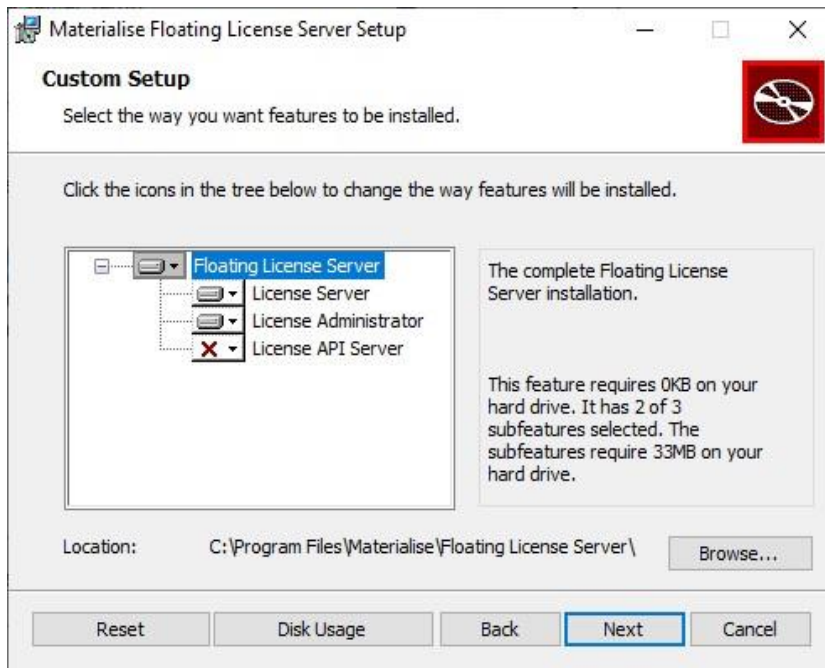 Materialise Floating License Server Setup
Custom Setup
Select the way you want features to be installed.
Click the icons in the tree below to change the way features will be installed.
Floating License Server
License Server
License Administrator
License API Server
The complete Floating License
Server installation.
This feature requires 0KB on your
hard drive. It has 2 of 3
subfeatures selected. The
subfeatures require 33MB on your
hard drive.
Location: C:\Program Files\Materialise\Floating License Server\ Browse...
Reset Disk Usage Back Next Cancel